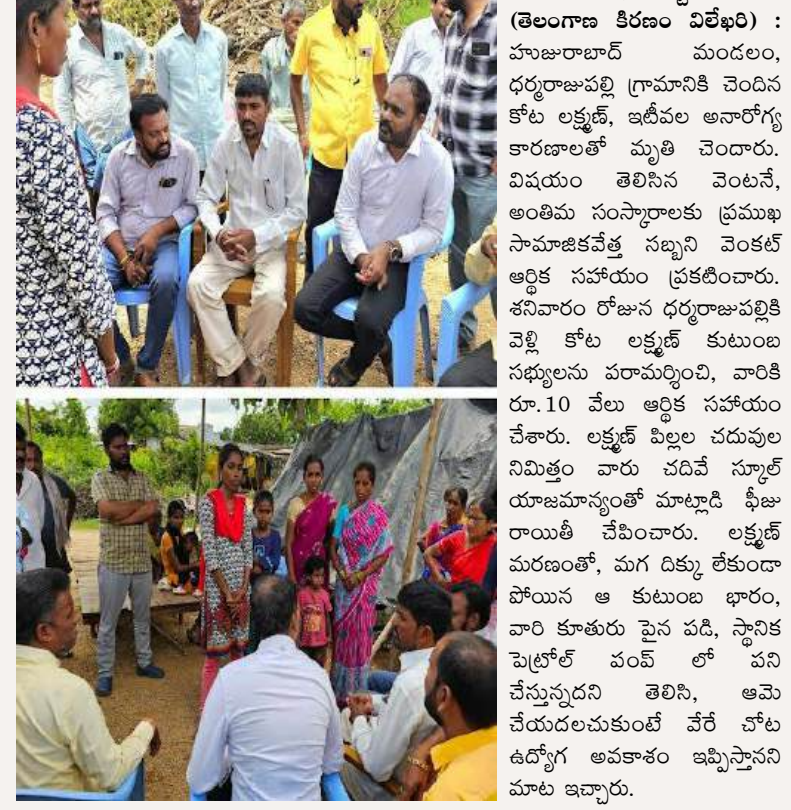 (తెలంగాణ కిరణం విలేఖరి) :
హుజురాబాద్ మండలం,
ధర్మరాజుపల్లి గ్రామానికి చెందిన
కోట లక్ష్మణ్, ఇటీవల అనారోగ్య
కారణాలతో మృతి చెందారు.
విషయం తెలిసిన వెంటనే,
అంతిమ సంస్కారాలకు ప్రముఖ
సామాజికవేత్త సబ్బని వెంకట్
ఆర్థిక సహాయం ప్రకటించారు.
శనివారం రోజున ధర్మరాజుపల్లికి
వెళ్లి కోట లక్ష్మణ్ కుటుంబ
సభ్యులను పరామర్శించి, వారికి
రూ.10 వేలు ఆర్థిక సహాయం
చేశారు. లక్ష్మణ్ పిల్లల చదువుల
నిమిత్తం వారు చదివే స్కూల్
యాజమాన్యంతో మాట్లాడి ఫీజు
రాయితీ చేపించారు. లక్ష్మణ్
మరణంతో, మగ దిక్కు లేకుండా
పోయిన ఆ కుటుంబ భారం,
వారి కూతురు పైన పడి, స్థానిక
పెట్రోల్ వంప్ లో పని
చేస్తున్నదని తెలిసి, ఆమె
చేయదలచుకుంటే వేరే చోట
ఉద్యోగ అవకాశం ఇప్పిస్తానని
మాట ఇచ్చారు.